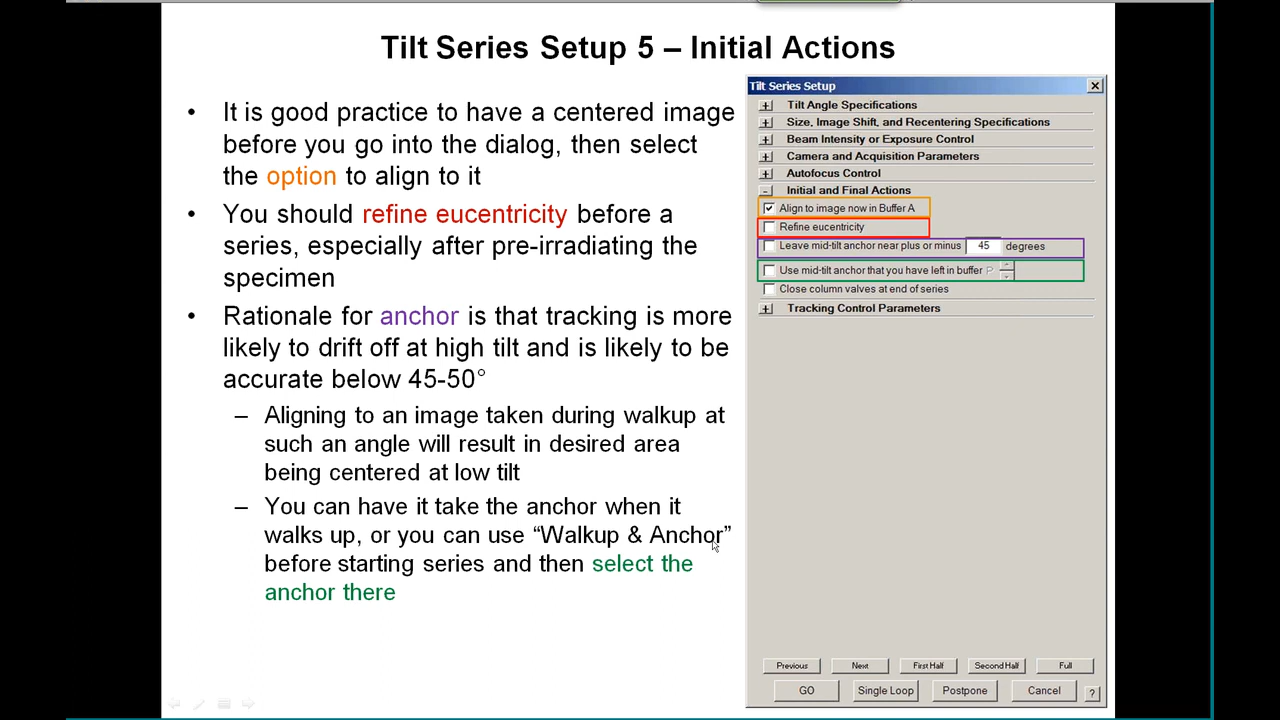 Tilt Series Setup 5 – Initial Actions
• It is good practice to have a centered image
before you go into the dialog, then select
the option to align to it
• You should refine eucentricity before a
series, especially after pre-irradiating the
specimen
• Rationale for anchor is that tracking is more
likely to drift off at high tilt and is likely to be
accurate below 45-50°
– Aligning to an image taken during walkup at
such an angle will result in desired area
being centered at low tilt
– You can have it take the anchor when it
walks up, or you can use “Walkup & Anchor”
before starting series and then select the
anchor there
Tilt Series Setup
Tilt Angle Specifications
Size, Image Shift, and Recentering Specifications
Beam Intensity or Exposure Control
Camera and Acquisition Parameters
Autofocus Control
Initial and Final Actions
Align to image now in Buffer A
Refine eucentricity
Leave mid-tilt anchor near plus or minus 45 degrees
Use mid-tilt anchor that you have left in buffer P
Close column valves at end of series
Tracking Control Parameters
Previous Next First Half Second Half Full
GO Single Loop Postpone Cancel ?